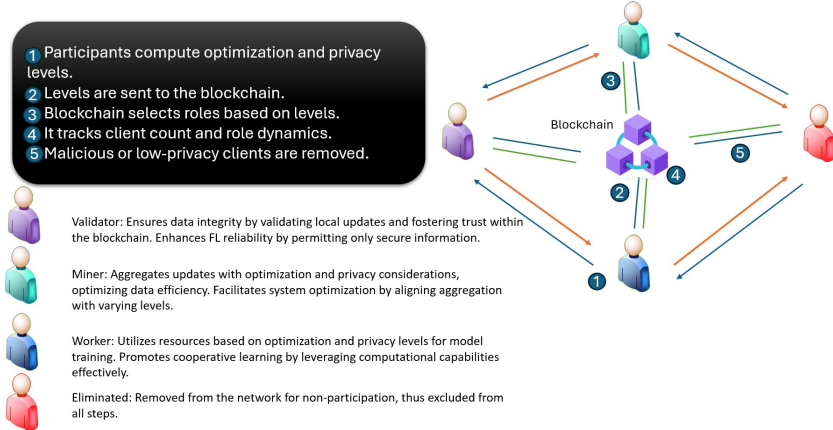 1 Participants compute optimization and privacy
levels.
2 Levels are sent to the blockchain.
3 Blockchain selects roles based on levels.
4 It tracks client count and role dynamics.
5 Malicious or low-privacy clients are removed.
3
Blockchain
5
4
2
1
Validator: Ensures data integrity by validating local updates and fostering trust within
the blockchain. Enhances FL reliability by permitting only secure information.
Miner: Aggregates updates with optimization and privacy considerations,
optimizing data efficiency. Facilitates system optimization by aligning aggregation
with varying levels.
Worker: Utilizes resources based on optimization and privacy levels for model
training. Promotes cooperative learning by leveraging computational capabilities
effectively.
Eliminated: Removed from the network for non-participation, thus excluded from
all steps.